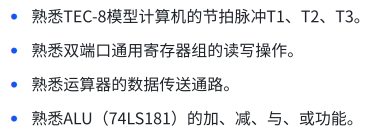 • 熟悉TEC-8模型计算机的节拍脉冲T1、T2、T3。
• 熟悉双端口通用寄存器组的读写操作。
• 熟悉运算器的数据传送通路。
• 熟悉ALU（74LS181）的加、减、与、或功能。